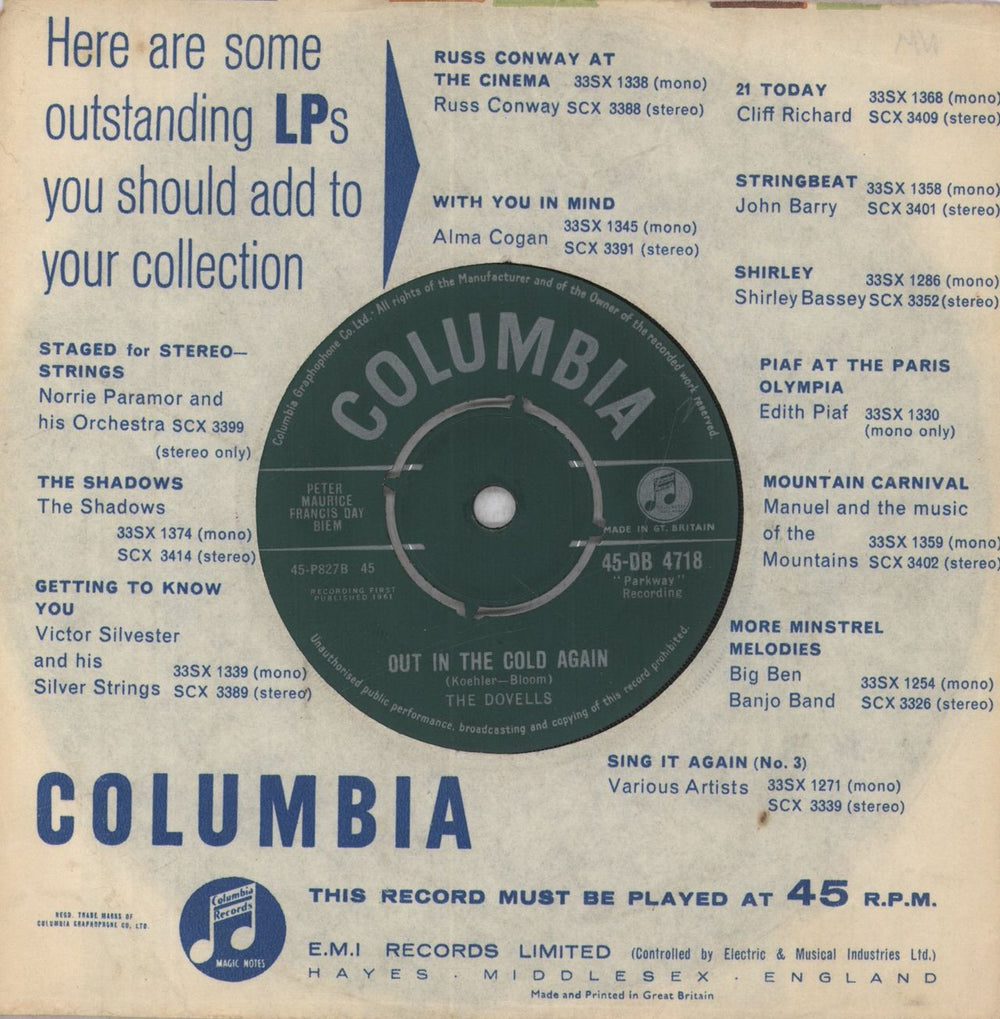 Here are some
outstanding LPs
you should add to
your collection
RUSS CONWAY AT
THE CINEMA 33SX 1338 (mono)
Russ Conway SCX 3388 (stereo)
WITH YOU IN MIND
33SX 1345 (mono)
Alma Cogan
SCX 3391 (stereo)
21 TODAY 33SX 1368 (mono)
Cliff Richard SCX 3409 (stereo)
STRINGBEAT 33SX 1358 (mono)
John Barry SCX 3401 (stereo)
SHIRLEY 33SX 1286 (mono)
Shirley Bassey SCX 3352 (stereo)
STAGED for STEREO—
STRINGS
Norrie Paramor and
his Orchestra SCX 3399
(stereo only)
THE SHADOWS
The Shadows
33SX 1374 (mono)
SCX 3414 (stereo)
GETTING TO KNOW
YOU
Victor Silvester
and his 33SX 1339 (mono)
Silver Strings SCX 3389 (stereo)
PIAF AT THE PARIS
OLYMPIA
Edith Piaf 33SX 1330
(mono only)
MOUNTAIN CARNIVAL
Manuel and the music
of the 33SX 1359 (mono)
Mountains SCX 3402 (stereo)
MORE MINSTREL
MELODIES
Big Ben 33SX 1254 (mono)
Banjo Band SCX 3326 (stereo)
SING IT AGAIN (No. 3)
Various Artists 33SX 1271 (mono)
SCX 3339 (stereo)
Columbia Graphophone Co. Ltd. · All rights of the Manufacturer and of the Owner of the recorded work reserved.
COLUMBIA
PETER
MAURICE
FRANCIS DAY
BIEM
MADE IN GT. BRITAIN
45-P827B 45
RECORDING FIRST
PUBLISHED 1961
45-DB 4718
"Parkway"
Recording
OUT IN THE COLD AGAIN
(Koehler—Bloom)
THE DOVELLS
Unauthorised public performance, broadcasting and copying of this record prohibited.
COLUMBIA
REGD. TRADE MARKS OF
COLUMBIA GRAPHOPHONE CO. LTD.
Columbia
Records
MAGIC NOTES
THIS RECORD MUST BE PLAYED AT 45 R.P.M.
E.M.I RECORDS LIMITED (Controlled by Electric & Musical Industries Ltd.)
HAYES · MIDDLESEX · ENGLAND
Made and Printed in Great Britain